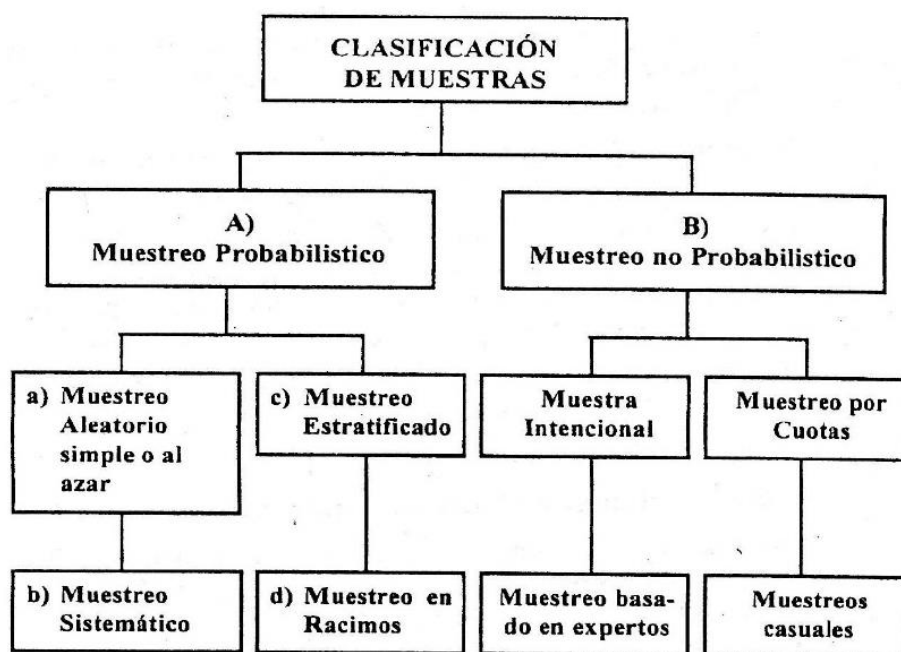 CLASIFICACIÓN
DE MUESTRAS
A)
Muestreo Probabilistico
B)
Muestreo no Probabilistico
a) Muestreo
Aleatorio
simple o al
azar
c) Muestreo
Estratificado
Muestra
Intencional
Muestreo por
Cuotas
b) Muestreo
Sistemático
d) Muestreo en
Racimos
Muestreo basa-
do en expertos
Muestreos
casuales